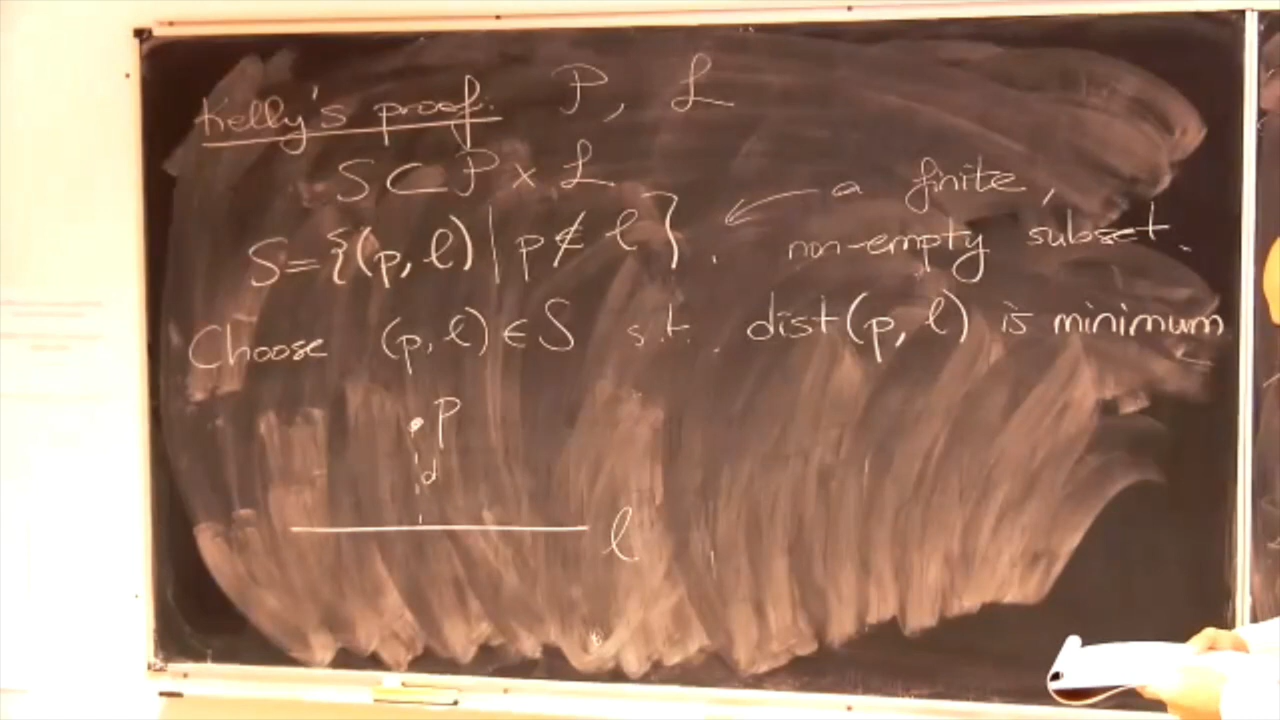 Kelly's proof: P, L
S ⊂ P × L
S = {(p, ℓ) | p ∉ ℓ}. ← a finite,
non-empty subset.
Choose (p, ℓ) ∈ S s.t. dist(p, ℓ) is minimum
p
d
ℓ